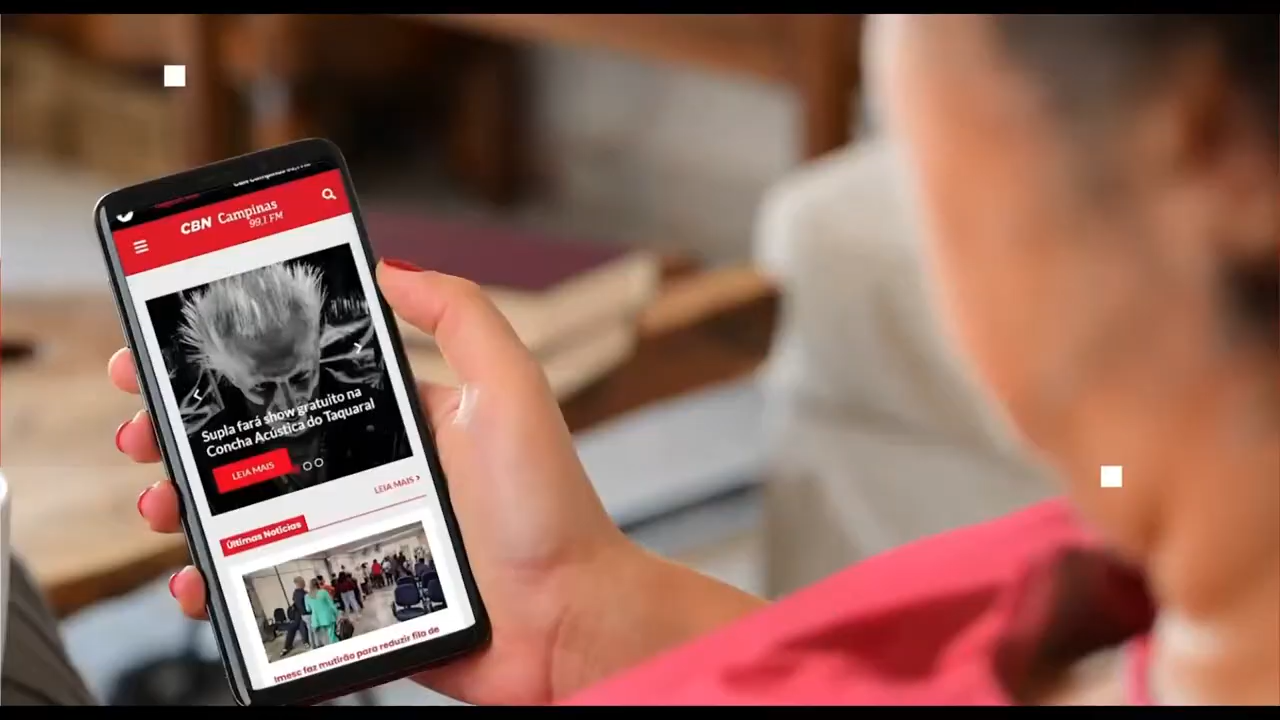 CBN Campinas
99,1 FM
Supla fará show gratuito na
Concha Acústica do Taquaral
LEIA MAIS
LEIA MAIS
Últimas Notícias
Imesc faz mutirão para reduzir fila de